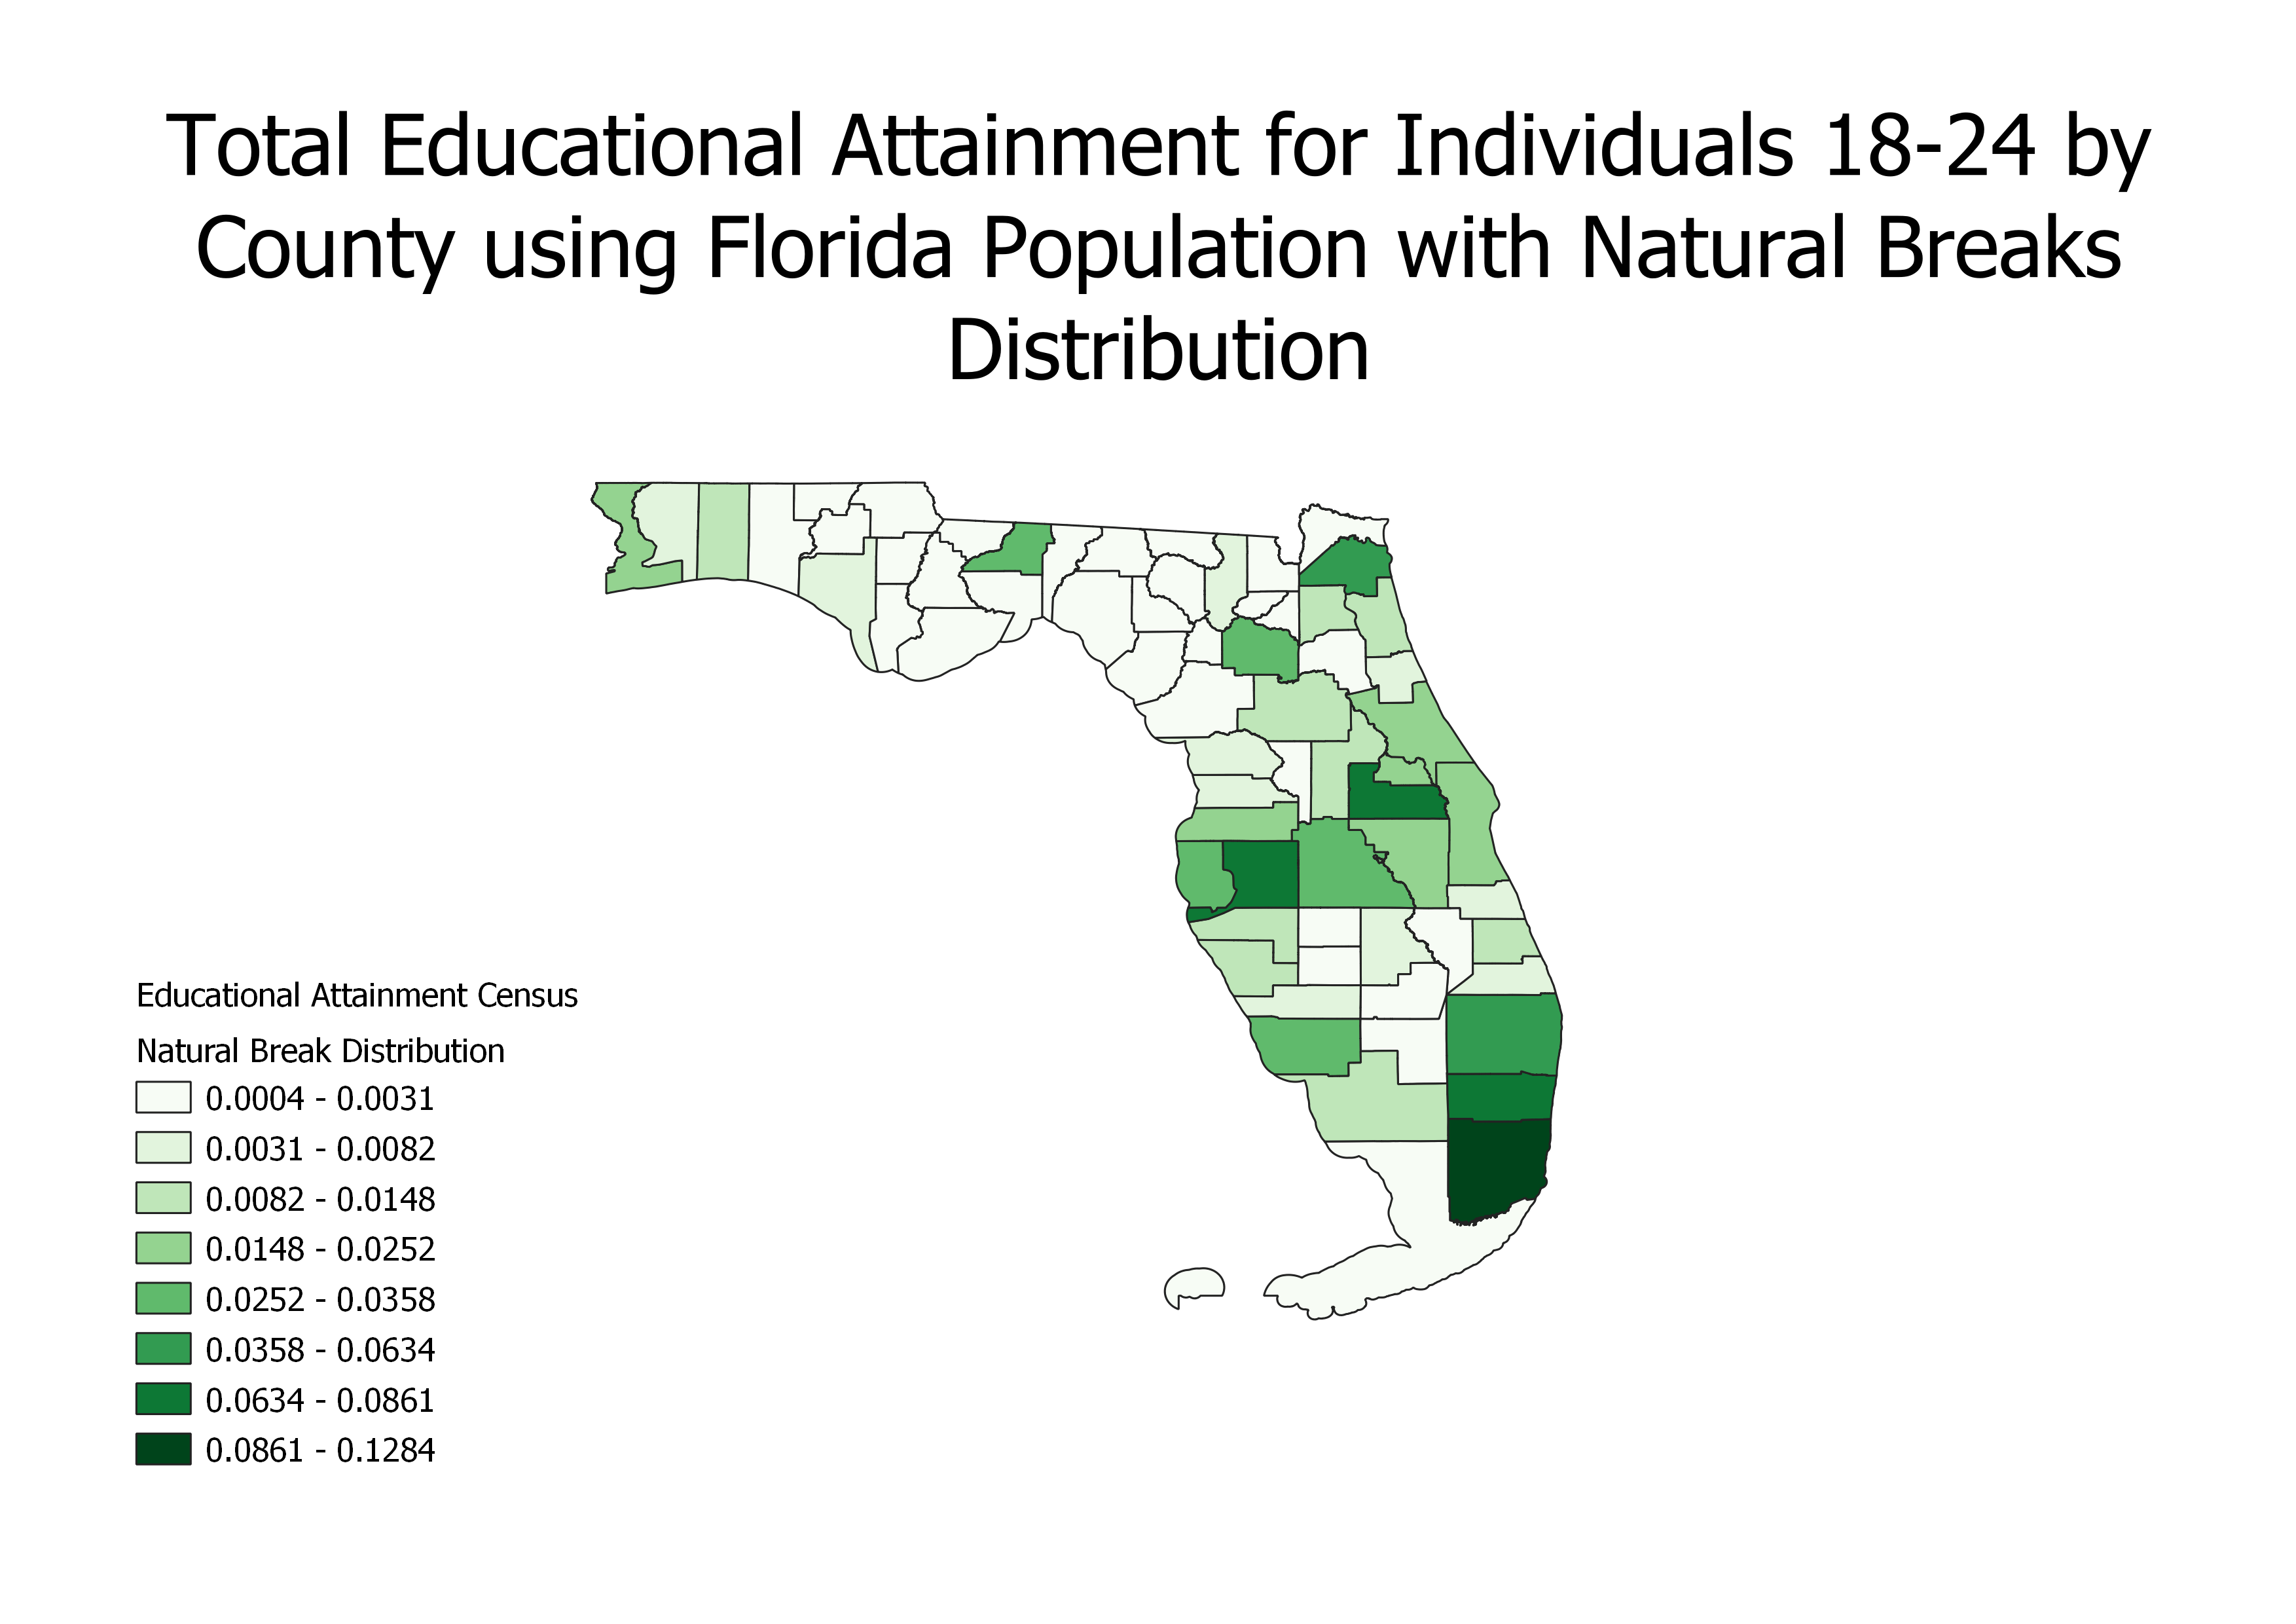 Total Educational Attainment for Individuals 18-24 by
County using Florida Population with Natural Breaks
Distribution
Educational Attainment Census
Natural Break Distribution
0.0004 - 0.0031
0.0031 - 0.0082
0.0082 - 0.0148
0.0148 - 0.0252
0.0252 - 0.0358
0.0358 - 0.0634
0.0634 - 0.0861
0.0861 - 0.1284